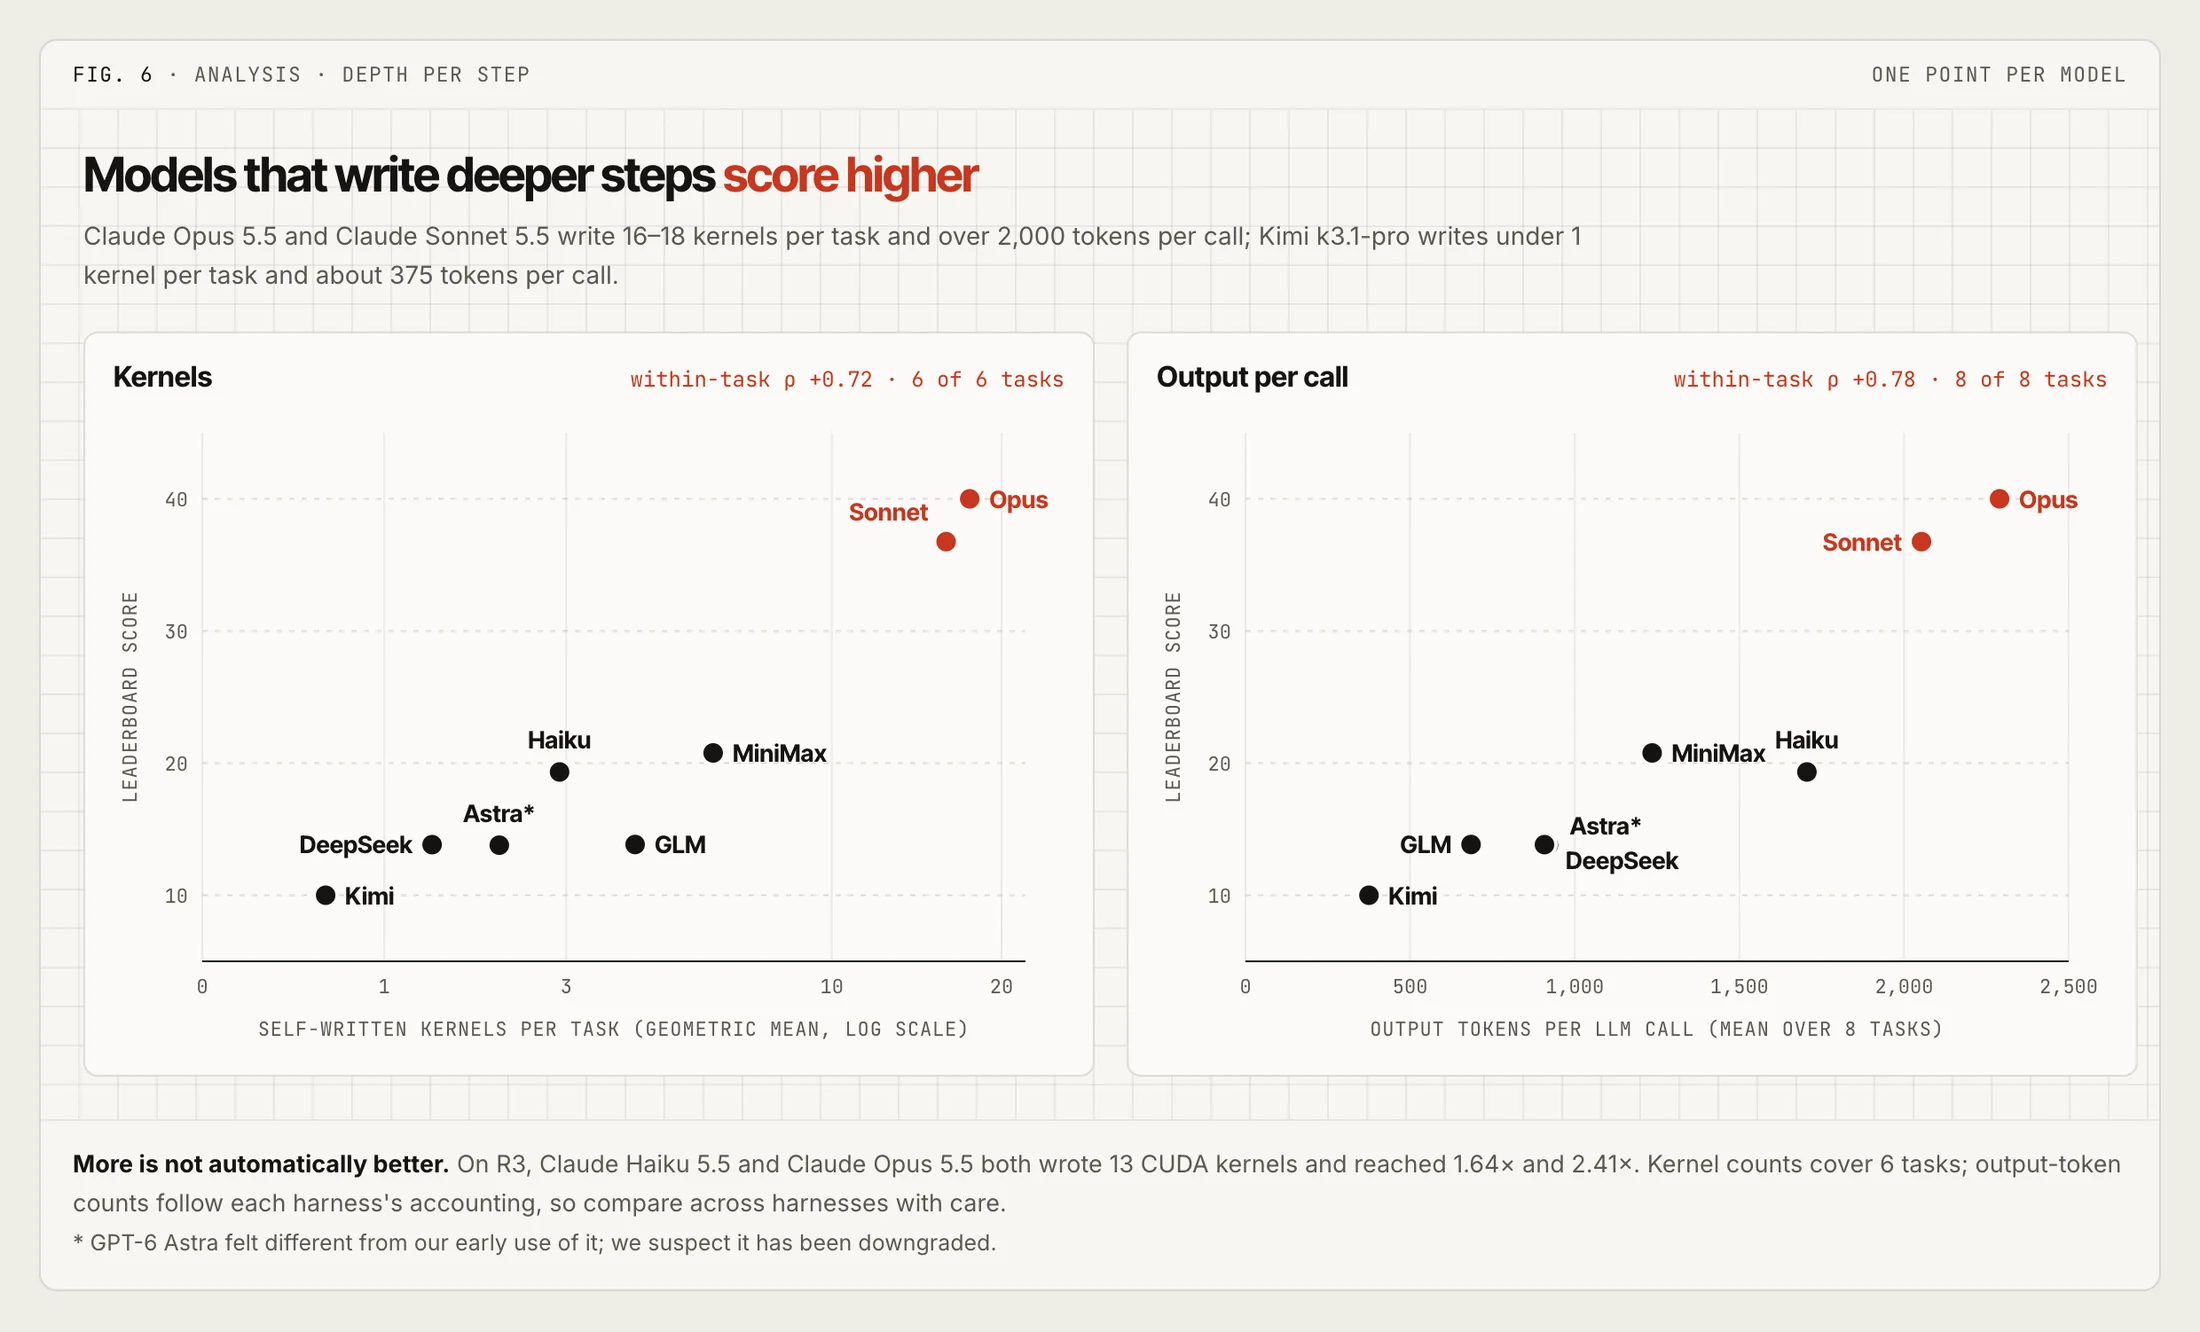 FIG. 6 · ANALYSIS · DEPTH PER STEP
ONE POINT PER MODEL
Models that write deeper steps score higher
Claude Opus 5.5 and Claude Sonnet 5.5 write 16–18 kernels per task and over 2,000 tokens per call; Kimi k3.1-pro writes under 1
kernel per task and about 375 tokens per call.
Kernels
within-task ρ +0.72 · 6 of 6 tasks
LEADERBOARD SCORE
40
30
20
10
Opus
Sonnet
Haiku
MiniMax
Astra*
DeepSeek
GLM
Kimi
0 1 3 10 20
SELF-WRITTEN KERNELS PER TASK (GEOMETRIC MEAN, LOG SCALE)
Output per call
within-task ρ +0.78 · 8 of 8 tasks
LEADERBOARD SCORE
40
30
20
10
Opus
Sonnet
MiniMax
Haiku
Astra*
GLM
DeepSeek
Kimi
0 500 1,000 1,500 2,000 2,500
OUTPUT TOKENS PER LLM CALL (MEAN OVER 8 TASKS)
More is not automatically better. On R3, Claude Haiku 5.5 and Claude Opus 5.5 both wrote 13 CUDA kernels and reached 1.64× and 2.41×. Kernel counts cover 6 tasks; output-token
counts follow each harness's accounting, so compare across harnesses with care.
* GPT-6 Astra felt different from our early use of it; we suspect it has been downgraded.